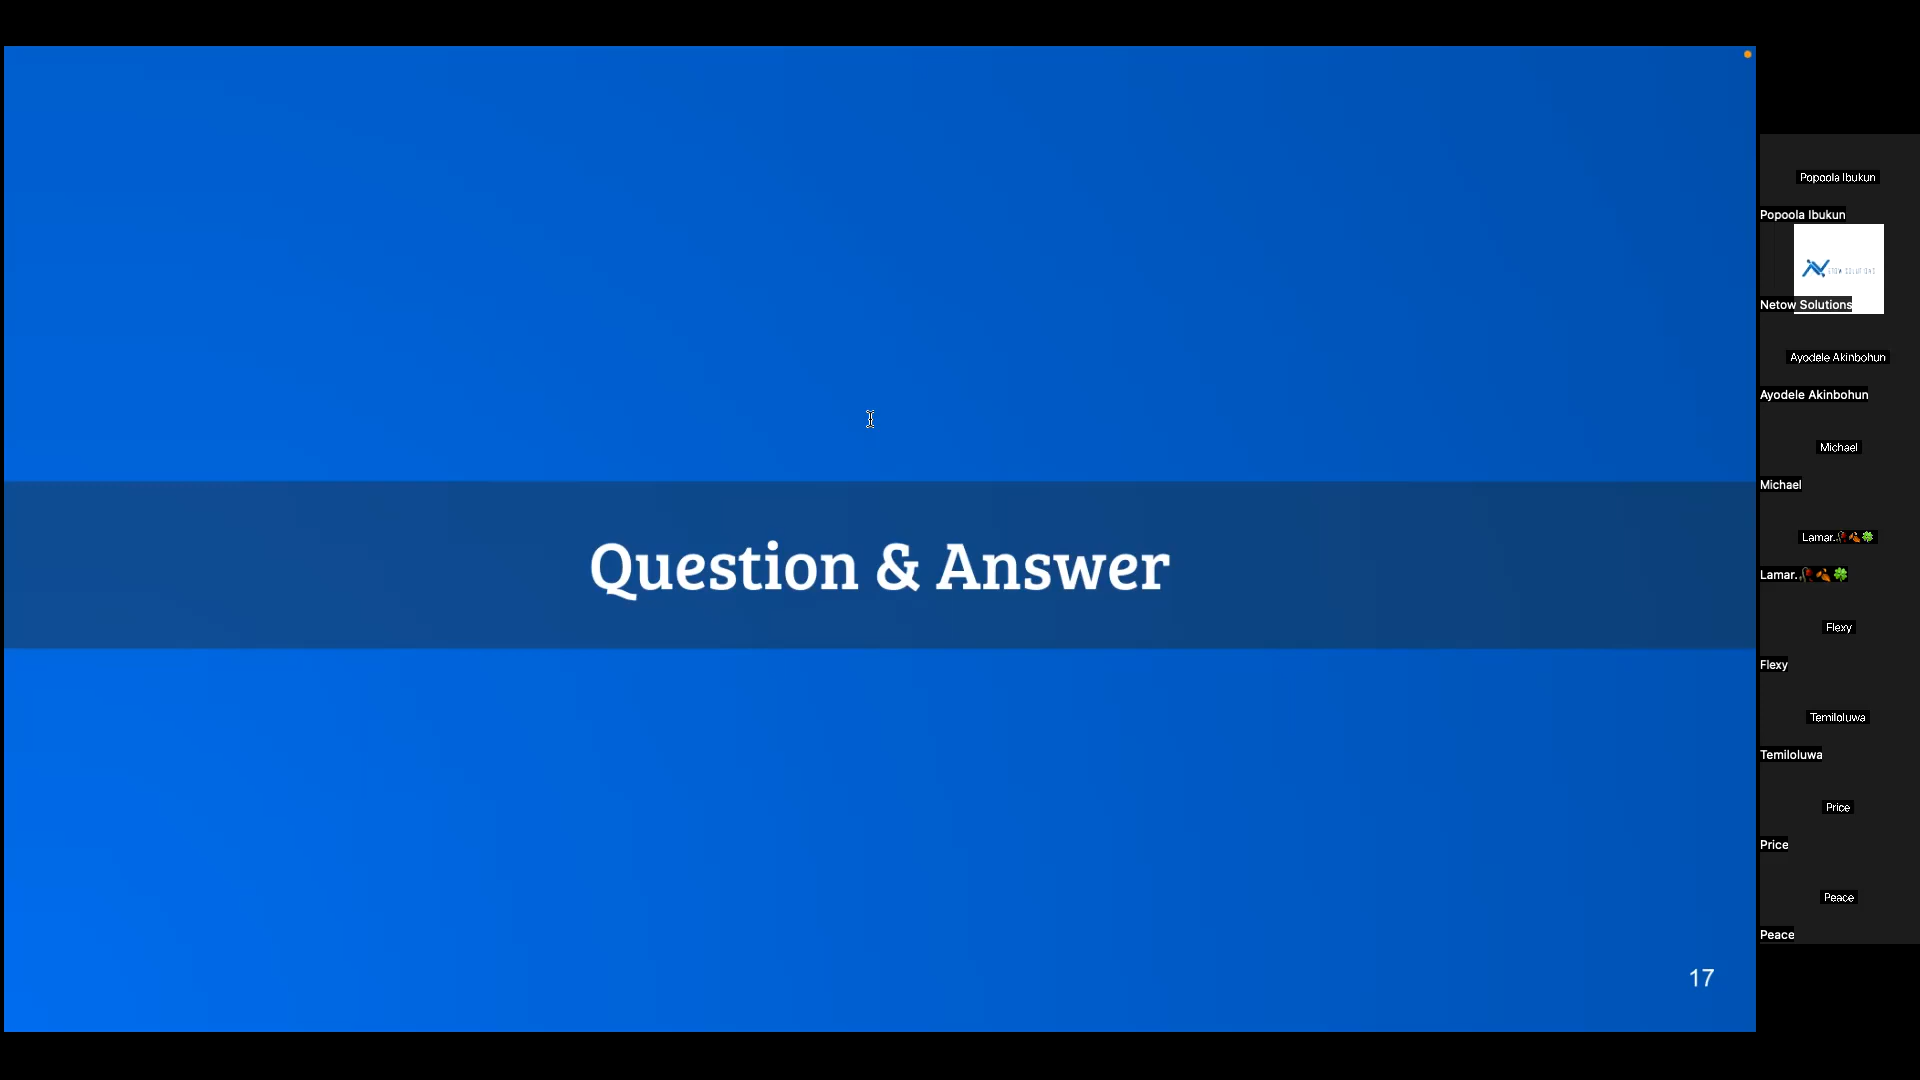 Question & Answer
17
Popoola Ibukun
Popoola Ibukun
Netow Solutions
Ayodele Akinbohun
Ayodele Akinbohun
Michael
Michael
Lamar..🥀🍂🍀
Lamar..🥀🍂🍀
Flexy
Flexy
Temiloluwa
Temiloluwa
Price
Price
Peace
Peace